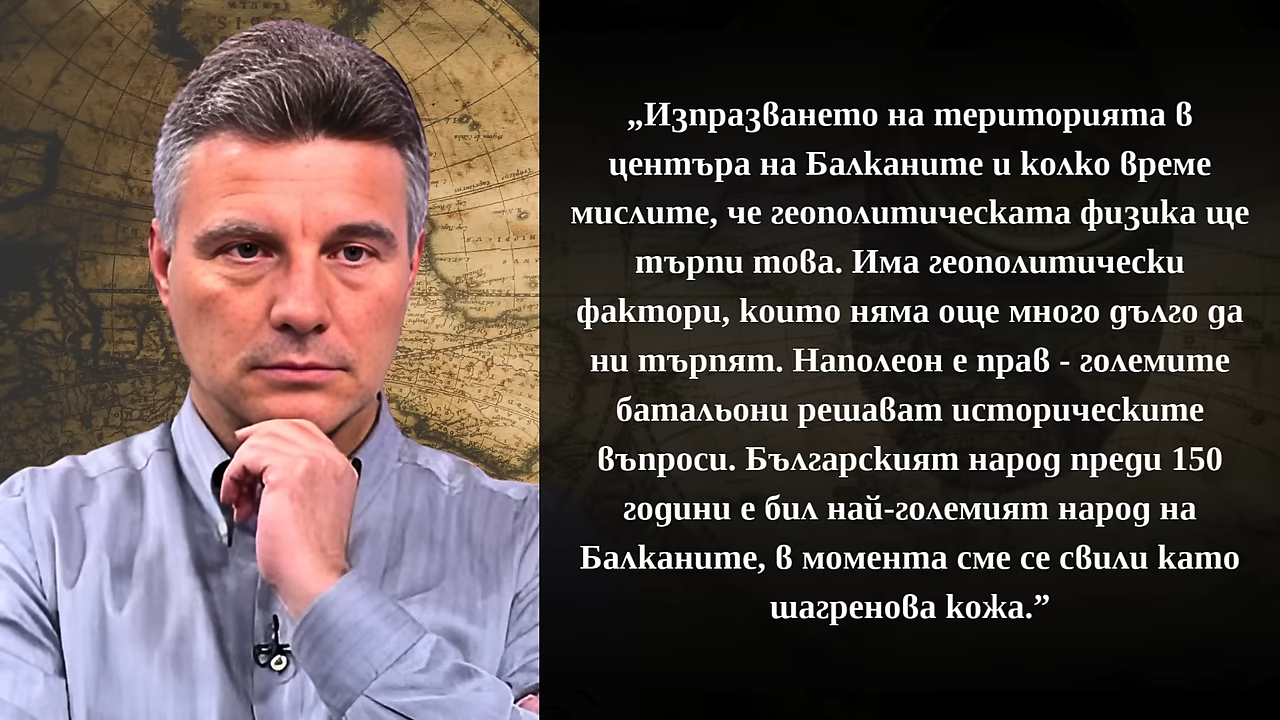 „Изпразването на територията в
центъра на Балканите и колко време
мислите, че геополитическата физика ще
търпи това. Има геополитически
фактори, които няма още много дълго да
ни търпят. Наполеон е прав - големите
батальони решават историческите
въпроси. Българският народ преди 150
години е бил най-големият народ на
Балканите, в момента сме се свили като
шагренова кожа.”